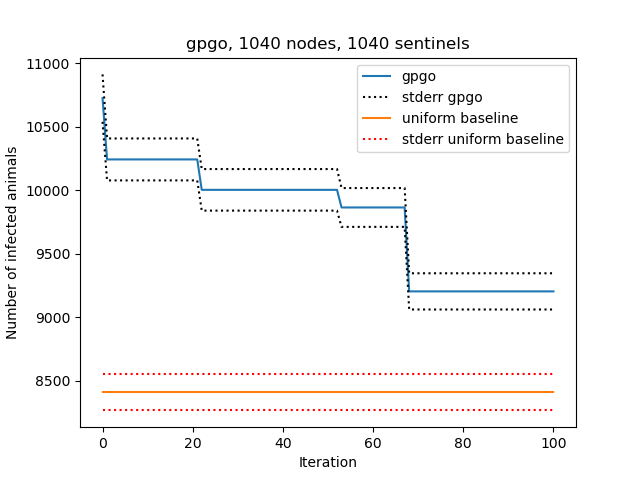 gpgo, 1040 nodes, 1040 sentinels
gpgo
stderr gpgo
uniform baseline
stderr uniform baseline
Number of infected animals
11000
10500
10000
9500
9000
8500
0 20 40 60 80 100
Iteration